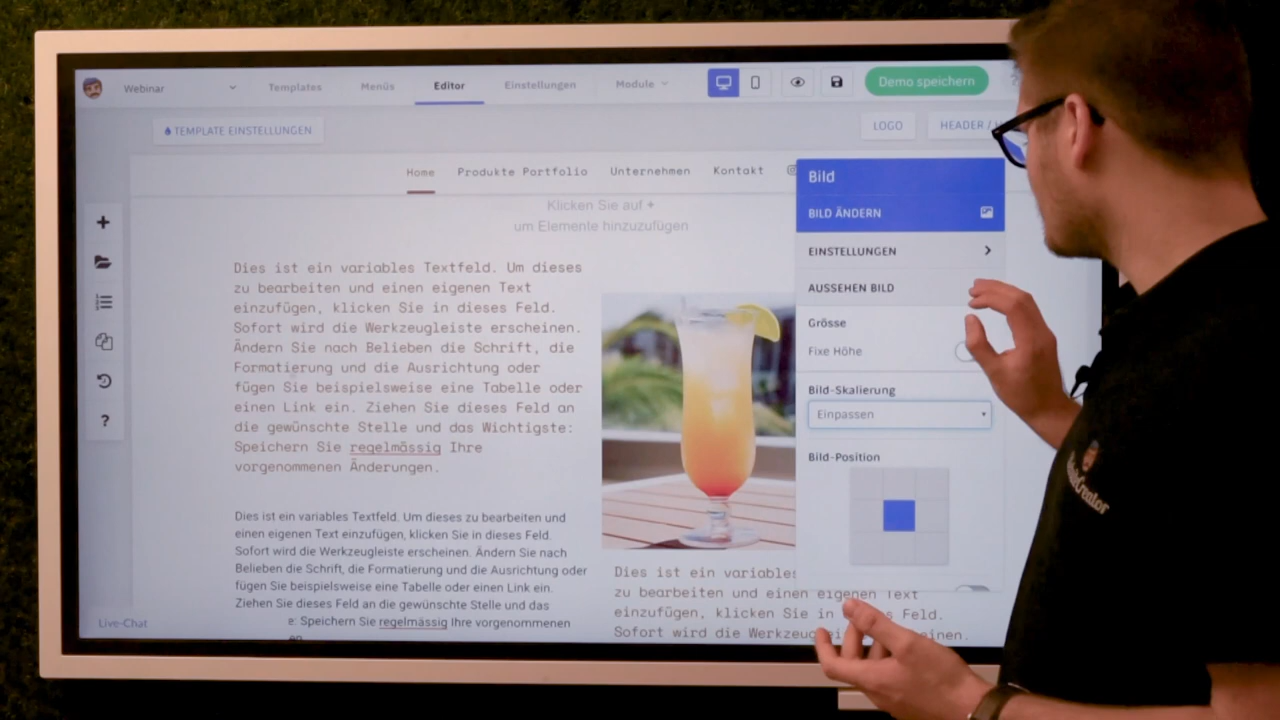 Webinar
Templates
Menüs
Editor
Einstellungen
Module
Demo speichern
TEMPLATE EINSTELLUNGEN
LOGO
HEADER /
Home
Produkte Portfolio
Unternehmen
Kontakt
Klicken Sie auf +
um Elemente hinzuzufügen
Dies ist ein variables Textfeld. Um dieses
zu bearbeiten und einen eigenen Text
einzufügen, klicken Sie in dieses Feld.
Sofort wird die Werkzeugleiste erscheinen.
Ändern Sie nach Belieben die Schrift, die
Formatierung und die Ausrichtung oder
fügen Sie beispielsweise eine Tabelle oder
einen Link ein. Ziehen Sie dieses Feld an
die gewünschte Stelle und das Wichtigste:
Speichern Sie regelmässig Ihre
vorgenommenen Änderungen.
Dies ist ein variables Textfeld. Um dieses zu bearbeiten und
einen eigenen Text einzufügen, klicken Sie in dieses Feld.
Sofort wird die Werkzeugleiste erscheinen. Ändern Sie nach
Belieben die Schrift, die Formatierung und die Ausrichtung oder
fügen Sie beispielsweise eine Tabelle oder einen Link ein.
Ziehen Sie dieses Feld an die gewünschte Stelle und das
e: Speichern Sie regelmässig Ihre vorgenommenen
en
Live-Chat
Bild
BILD ÄNDERN
EINSTELLUNGEN
AUSSEHEN BILD
Grösse
Fixe Höhe
Bild-Skalierung
Einpassen
Bild-Position
Dies ist ein variables
zu bearbeiten und einen eigenen Text
einzufügen, klicken Sie in Feld.
Sofort wird die
?